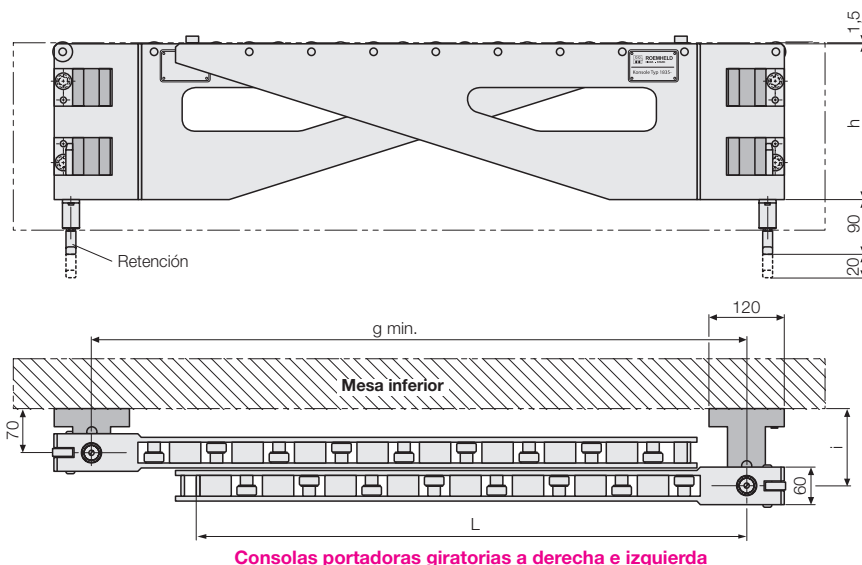 1,5
ROEMHELD
Konsole Typ 1835-
h
90
20
Retención
120
g min.
Mesa inferior
70
i
60
L
Consolas portadoras giratorias a derecha e izquierda